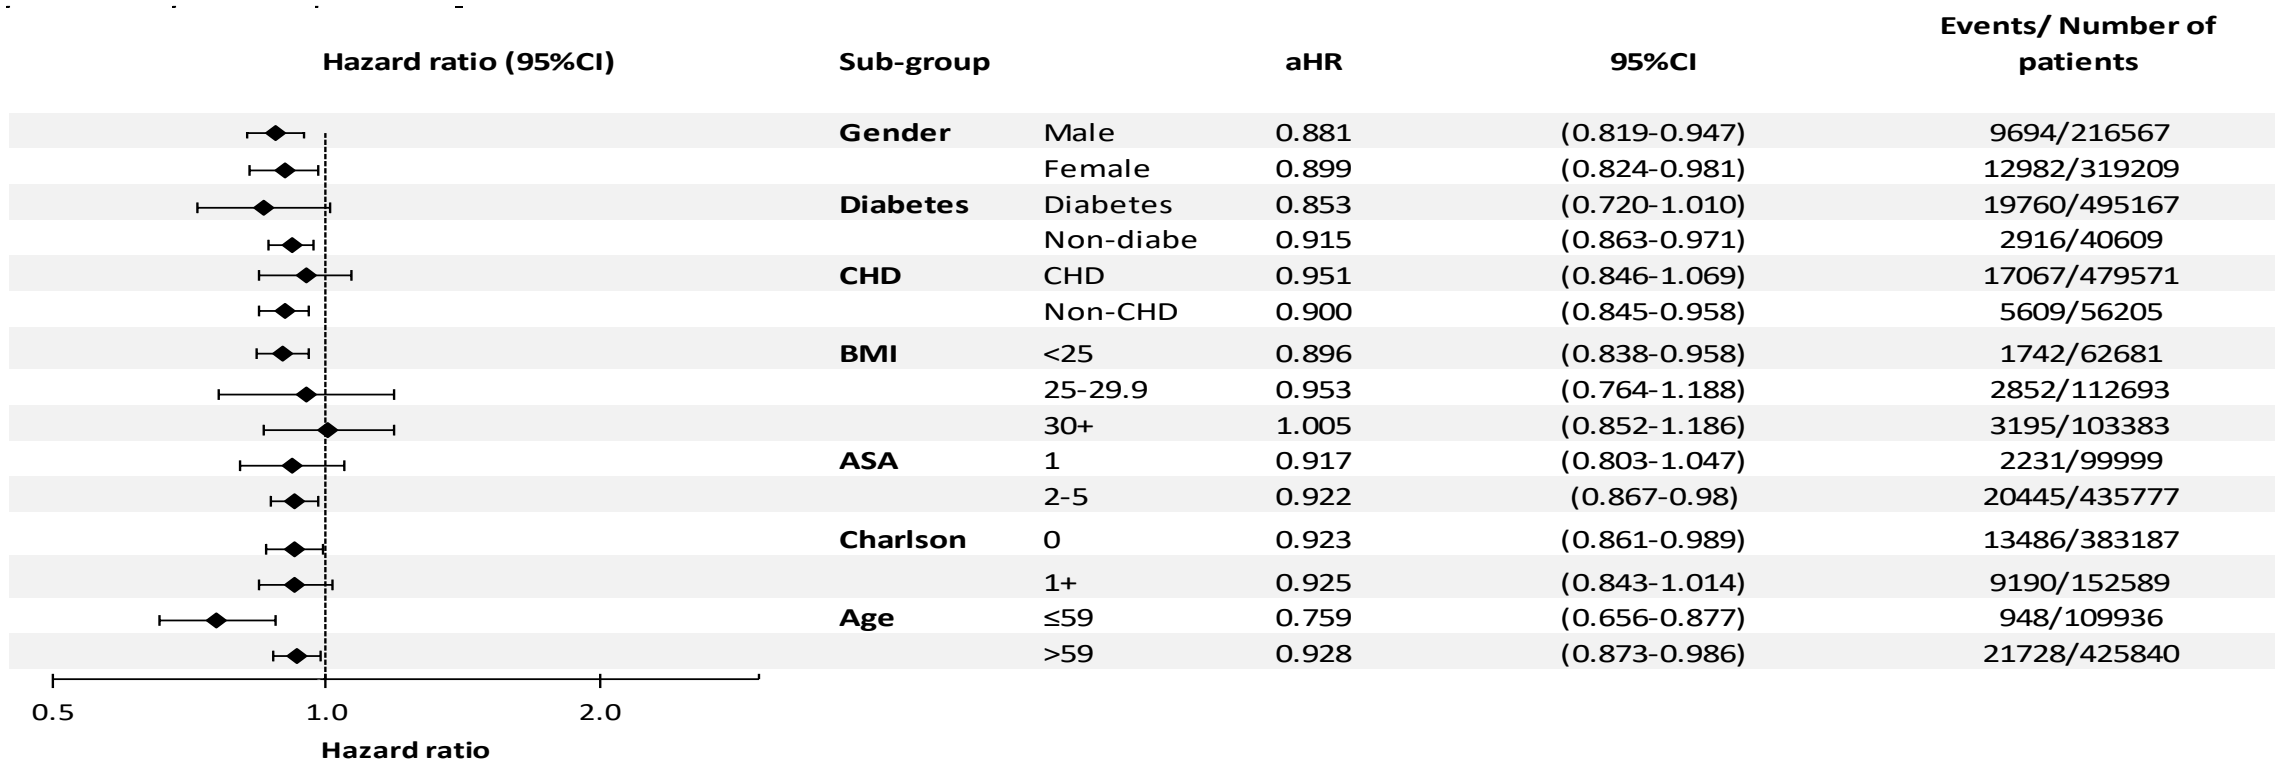 Events/ Number of
Hazard ratio (95%CI) Sub-group aHR 95%CI patients
Gender Male 0.881 (0.819-0.947) 9694/216567
Female 0.899 (0.824-0.981) 12982/319209
Diabetes Diabetes 0.853 (0.720-1.010) 19760/495167
Non-diabe 0.915 (0.863-0.971) 2916/40609
CHD CHD 0.951 (0.846-1.069) 17067/479571
Non-CHD 0.900 (0.845-0.958) 5609/56205
BMI <25 0.896 (0.838-0.958) 1742/62681
25-29.9 0.953 (0.764-1.188) 2852/112693
30+ 1.005 (0.852-1.186) 3195/103383
ASA 1 0.917 (0.803-1.047) 2231/99999
2-5 0.922 (0.867-0.98) 20445/435777
Charlson 0 0.923 (0.861-0.989) 13486/383187
1+ 0.925 (0.843-1.014) 9190/152589
Age ≤59 0.759 (0.656-0.877) 948/109936
>59 0.928 (0.873-0.986) 21728/425840
0.5 1.0 2.0
Hazard ratio